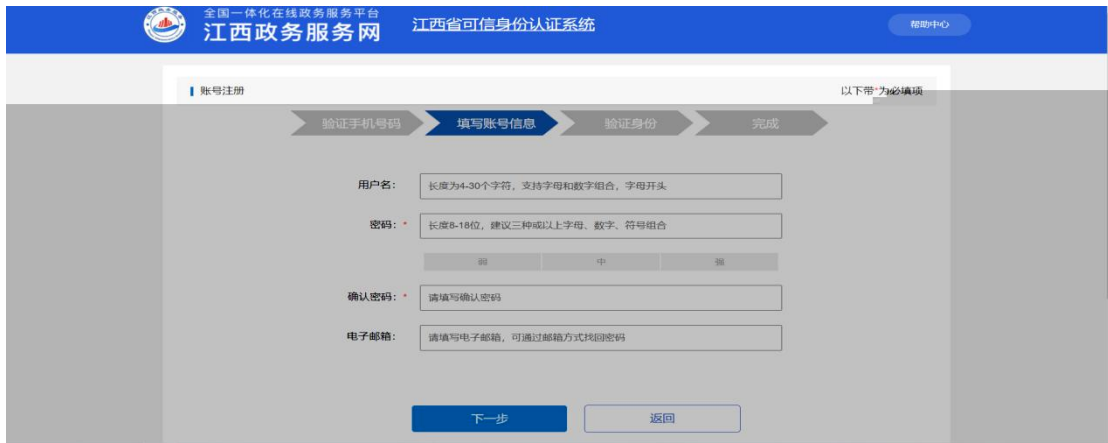 全国一体化在线政务服务平台
江西政务服务网
江西省可信身份认证系统
帮助中心
账号注册
以下带*为必填项
验证手机号码
填写账号信息
验证身份
完成
用户名：
长度为4-30个字符，支持字母和数字组合，字母开头
密码：*
长度8-18位，建议三种或以上字母、数字、符号组合
弱
中
强
确认密码：*
请填写确认密码
电子邮箱：
请填写电子邮箱，可通过邮箱方式找回密码
下一步
返回